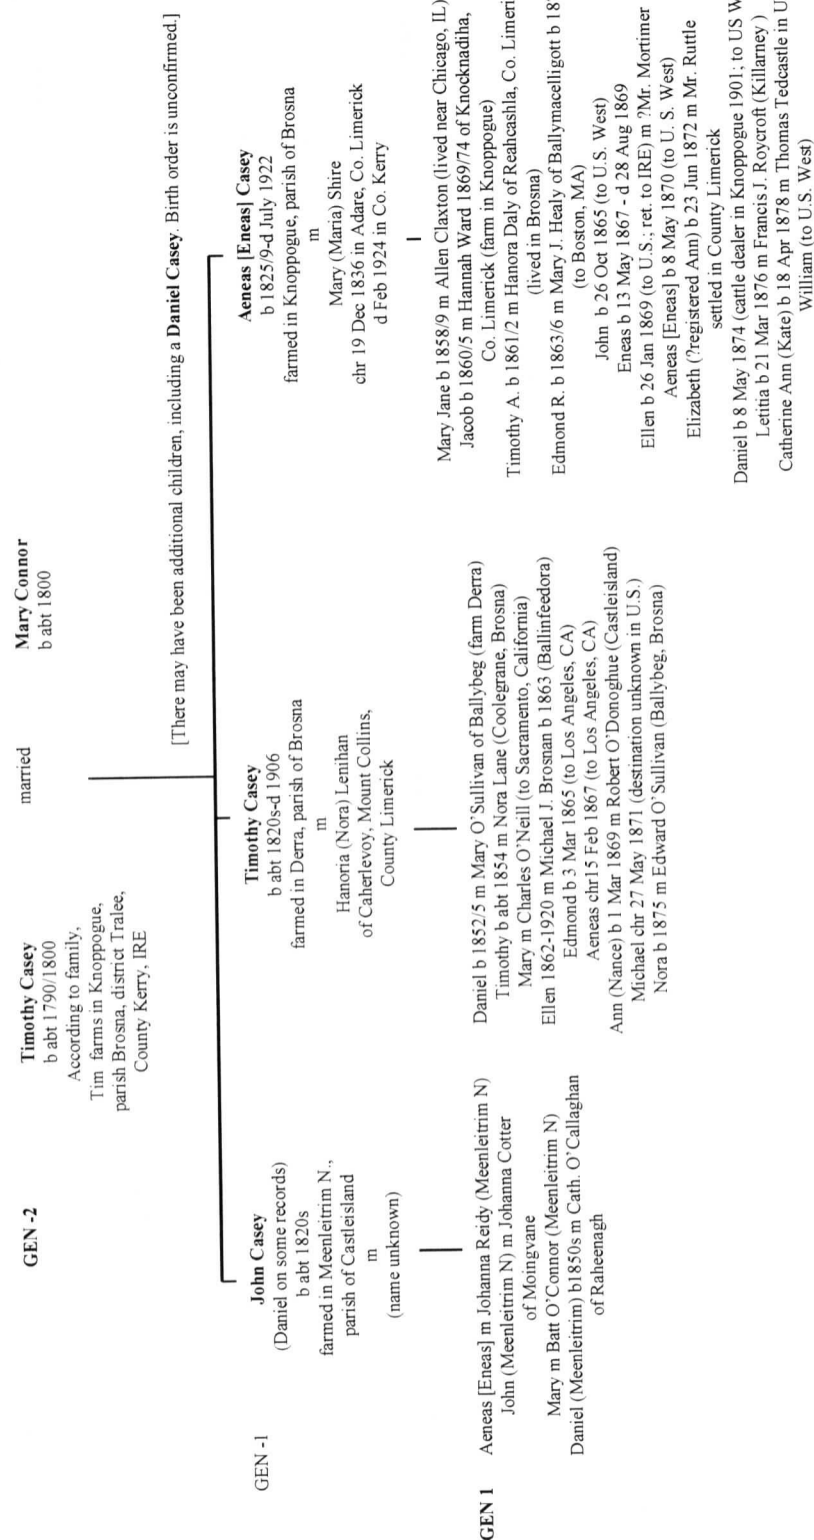 GEN -2
Timothy Casey
b abt 1790/1800
According to family,
Tim farms in Knoppogue,
parish Brosna, district Tralee,
County Kerry, IRE
married
Mary Connor
b abt 1800
[There may have been additional children, including a Daniel Casey. Birth order is unconfirmed.]
GEN -1
John Casey
(Daniel on some records)
b abt 1820s
farmed in Meenleitrim N.,
parish of Castleisland
m
(name unknown)
Timothy Casey
b abt 1820s-d 1906
farmed in Derra, parish of Brosna
m
Hanoria (Nora) Lenihan
of Caherlevoy, Mount Collins,
County Limerick
Aeneas [Eneas] Casey
b 1825/9-d July 1922
farmed in Knoppogue, parish of Brosna
m
Mary (Maria) Shire
chr 19 Dec 1836 in Adare, Co. Limerick
d Feb 1924 in Co. Kerry
GEN 1
Aeneas [Eneas] m Johanna Reidy (Meenleitrim N)
John (Meenleitrim N) m Johanna Cotter
of Moingvane
Mary m Batt O'Connor (Meenleitrim N)
Daniel (Meenleitrim) b1850s m Cath. O'Callaghan
of Raheenagh
Daniel b 1852/5 m Mary O'Sullivan of Ballybeg (farm Derra)
Timothy b abt 1854 m Nora Lane (Coolegrane, Brosna)
Mary m Charles O'Neill (to Sacramento, California)
Ellen 1862-1920 m Michael J. Brosnan b 1863 (Ballinfeedora)
Edmond b 3 Mar 1865 (to Los Angeles, CA)
Aeneas chr15 Feb 1867 (to Los Angeles, CA)
Ann (Nance) b 1 Mar 1869 m Robert O'Donoghue (Castleisland)
Michael chr 27 May 1871 (destination unknown in U.S.)
Nora b 1875 m Edward O'Sullivan (Ballybeg, Brosna)
Mary Jane b 1858/9 m Allen Claxton (lived near Chicago, IL)
Jacob b 1860/5 m Hannah Ward 1869/74 of Knocknadiha,
Co. Limerick (farm in Knoppogue)
Timothy A. b 1861/2 m Hanora Daly of Reahcashla, Co. Limeri
(lived in Brosna)
Edmond R. b 1863/6 m Mary J. Healy of Ballymacelligott b 18
(to Boston, MA)
John b 26 Oct 1865 (to U.S. West)
Eneas b 13 May 1867 - d 28 Aug 1869
Ellen b 26 Jan 1869 (to U.S.; ret. to IRE) m ?Mr. Mortimer
Aeneas [Eneas] b 8 May 1870 (to U. S. West)
Elizabeth (?registered Ann) b 23 Jun 1872 m Mr. Ruttle
settled in County Limerick
Daniel b 8 May 1874 (cattle dealer in Knoppogue 1901; to US W
Letitia b 21 Mar 1876 m Francis J. Roycroft (Killarney )
Catherine Ann (Kate) b 18 Apr 1878 m Thomas Tedcastle in U
William (to U.S. West)